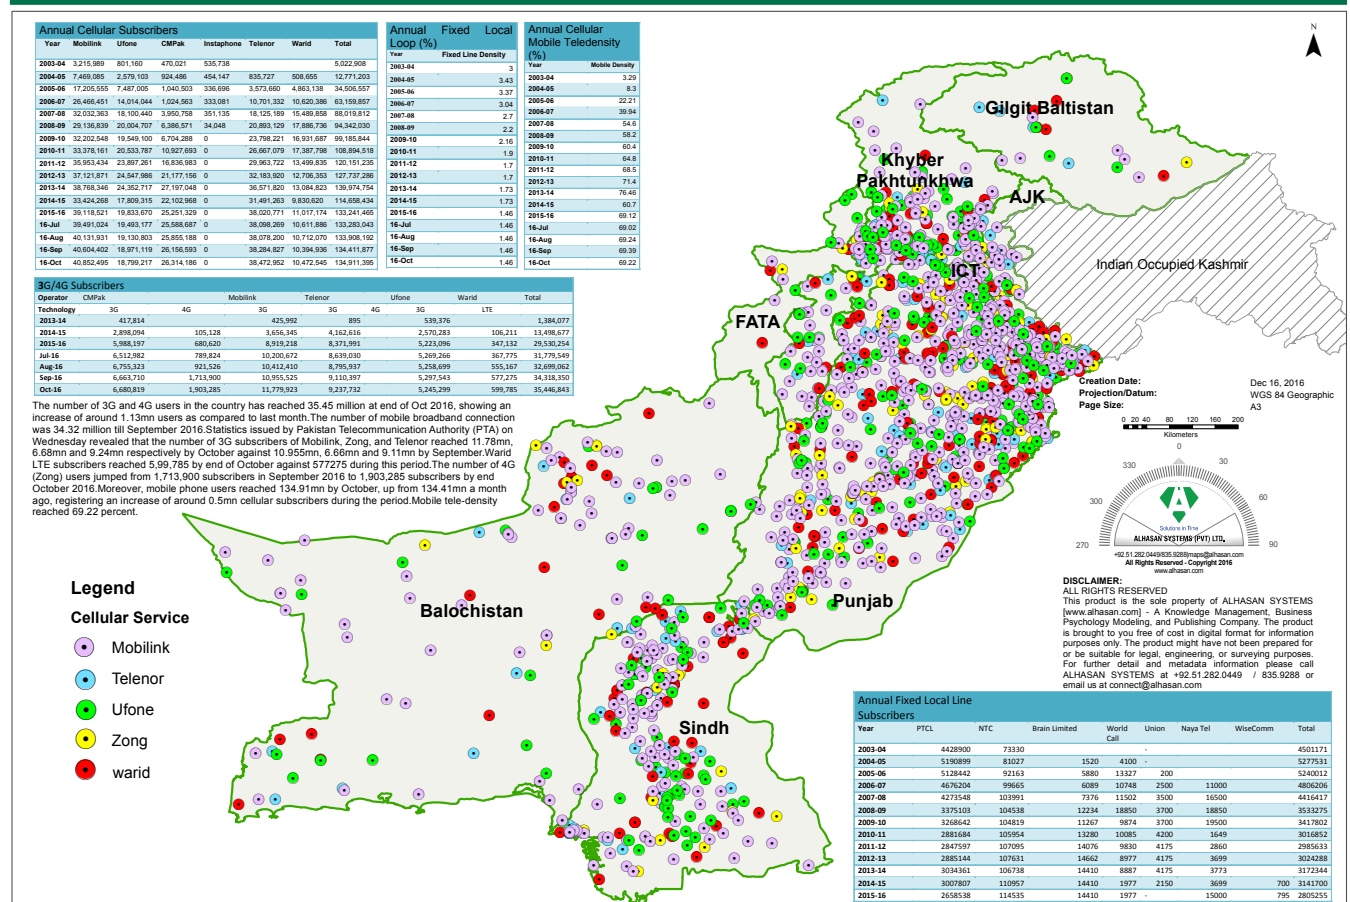 Annual Cellular Subscribers
Year Mobilink Ufone CMPak Instaphone Telenor Warid Total
2003-04 3,215,989 801,160 470,021 535,738 5,022,908
2004-05 7,469,085 2,579,103 924,486 454,147 835,727 508,655 12,771,203
2005-06 17,205,555 7,487,005 1,040,503 336,696 3,573,660 4,863,138 34,506,557
2006-07 26,466,451 14,014,044 1,024,563 333,081 10,701,332 10,620,386 63,159,857
2007-08 32,032,363 18,100,440 3,950,758 351,135 18,125,189 15,489,858 88,019,812
2008-09 29,136,839 20,004,707 6,386,571 34,048 20,893,129 17,886,736 94,342,030
2009-10 32,202,548 19,549,100 6,704,288 0 23,798,221 16,931,687 99,185,844
2010-11 33,378,161 20,533,787 10,927,693 0 26,667,079 17,387,798 108,894,518
2011-12 35,953,434 23,897,261 16,836,983 0 29,963,722 13,499,835 120,151,235
2012-13 37,121,871 24,547,986 21,177,156 0 32,183,920 12,706,353 127,737,286
2013-14 38,768,346 24,352,717 27,197,048 0 36,571,820 13,084,823 139,974,754
2014-15 33,424,268 17,809,315 22,102,968 0 31,491,263 9,830,620 114,658,434
2015-16 39,118,521 19,833,670 25,251,329 0 38,020,771 11,017,174 133,241,465
16-Jul 39,491,024 19,493,177 25,588,687 0 38,098,269 10,611,886 133,283,043
16-Aug 40,131,931 19,130,803 25,855,188 0 38,078,200 10,712,070 133,908,192
16-Sep 40,604,402 18,971,119 26,156,593 0 38,284,827 10,394,936 134,411,877
16-Oct 40,852,495 18,799,217 26,314,186 0 38,472,952 10,472,545 134,911,395
Annual Fixed Local
Loop (%)
Year Fixed Line Density
2003-04 3
2004-05 3.43
2005-06 3.37
2006-07 3.04
2007-08 2.7
2008-09 2.2
2009-10 2.16
2010-11 1.9
2011-12 1.7
2012-13 1.7
2013-14 1.73
2014-15 1.73
2015-16 1.46
16-Jul 1.46
16-Aug 1.46
16-Sep 1.46
16-Oct 1.46
Annual Cellular
Mobile Teledensity
(%)
Year Mobile Density
2003-04 3.29
2004-05 8.3
2005-06 22.21
2006-07 39.94
2007-08 54.6
2008-09 58.2
2009-10 60.4
2010-11 64.8
2011-12 68.5
2012-13 71.4
2013-14 76.46
2014-15 60.7
2015-16 69.12
16-Jul 69.02
16-Aug 69.24
16-Sep 69.39
16-Oct 69.22
3G/4G Subscribers
Operator CMPak Mobilink Telenor Ufone Warid Total
Technology 3G 4G 3G 3G 4G 3G LTE
2013-14 417,814 425,992 895 539,376 1,384,077
2014-15 2,898,094 105,128 3,656,345 4,162,616 2,570,283 106,211 13,498,677
2015-16 5,988,197 680,620 8,919,218 8,371,991 5,223,096 347,132 29,530,254
Jul-16 6,512,982 789,824 10,200,672 8,639,030 5,269,266 367,775 31,779,549
Aug-16 6,755,323 921,526 10,412,410 8,795,937 5,258,699 555,167 32,699,062
Sep-16 6,663,710 1,713,900 10,955,525 9,110,397 5,297,543 577,275 34,318,350
Oct-16 6,680,819 1,903,285 11,779,923 9,237,732 5,245,299 599,785 35,446,843
The number of 3G and 4G users in the country has reached 35.45 million at end of Oct 2016, showing an
increase of around 1.13mn users as compared to last month.The number of mobile broadband connection
was 34.32 million till September 2016.Statistics issued by Pakistan Telecommunication Authority (PTA) on
Wednesday revealed that the number of 3G subscribers of Mobilink, Zong, and Telenor reached 11.78mn,
6.68mn and 9.24mn respectively by October against 10.955mn, 6.66mn and 9.11mn by September.Warid
LTE subscribers reached 5,99,785 by end of October against 577275 during this period.The number of 4G
(Zong) users jumped from 1,713,900 subscribers in September 2016 to 1,903,285 subscribers by end
October 2016.Moreover, mobile phone users reached 134.91mn by October, up from 134.41mn a month
ago, registering an increase of around 0.5mn cellular subscribers during the period.Mobile tele-density
reached 69.22 percent.
N
Gilgit Baltistan
Khyber
Pakhtunkhwa
AJK
Indian Occupied Kashmir
ICT
FATA
Balochistan
Punjab
Sindh
Legend
Cellular Service
Mobilink
Telenor
Ufone
Zong
warid
Creation Date: Dec 16, 2016
Projection/Datum: WGS 84 Geographic
Page Size: A3
0 20 40 80 120 160 200
Kilometers
0
330 30
300 60
270 90
Solutions in Time
ALHASAN SYSTEMS (PVT) LTD.
+92.51.282.0449/835.9288|maps@alhasan.com
All Rights Reserved - Copyright 2016
www.alhasan.com
DISCLAIMER:
ALL RIGHTS RESERVED
This product is the sole property of ALHASAN SYSTEMS
[www.alhasan.com] - A Knowledge Management, Business
Psychology Modeling, and Publishing Company. The product
is brought to you free of cost in digital format for information
purposes only. The product might have not been prepared for
or be suitable for legal, engineering, or surveying purposes.
For further detail and metadata information please call
ALHASAN SYSTEMS at +92.51.282.0449 / 835.9288 or
email us at connect@alhasan.com
Annual Fixed Local Line
Subscribers
Year PTCL NTC Brain Limited World Call Union Naya Tel WiseComm Total
2003-04 4428900 73330 - 4501171
2004-05 5190899 81027 1520 4100 - 5277531
2005-06 5128442 92163 5880 13327 200 5240012
2006-07 4676204 99665 6089 10748 2500 11000 4806206
2007-08 4273548 103991 7376 11502 3500 16500 4416417
2008-09 3375103 104538 12234 18850 3700 18850 3533275
2009-10 3268642 104819 11267 9874 3700 19500 3417802
2010-11 2881684 105954 13280 10085 4200 1649 3016852
2011-12 2847597 107095 14076 9830 4175 2860 2985633
2012-13 2885144 107631 14662 8977 4175 3699 3024288
2013-14 3034361 106738 14410 8887 4175 3773 3172344
2014-15 3007807 110957 14410 1977 2150 3699 700 3141700
2015-16 2658538 114535 14410 1977 - 15000 795 2805255